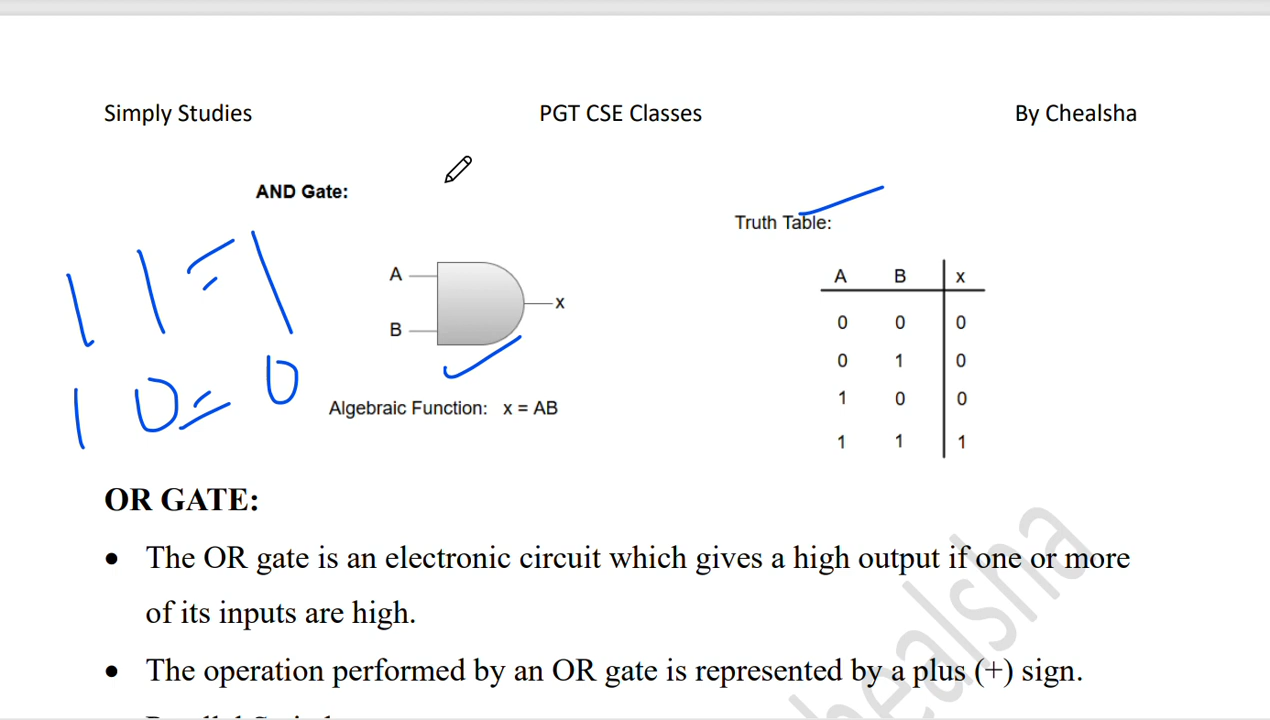 Simply Studies PGT CSE Classes By Chealsha
AND Gate:
Truth Table:
1 1 = 1
1 0 = 0
A
B
x
Algebraic Function: x = AB
A B x
0 0 0
0 1 0
1 0 0
1 1 1
OR GATE:
• The OR gate is an electronic circuit which gives a high output if one or more
of its inputs are high.
• The operation performed by an OR gate is represented by a plus (+) sign.
healsha